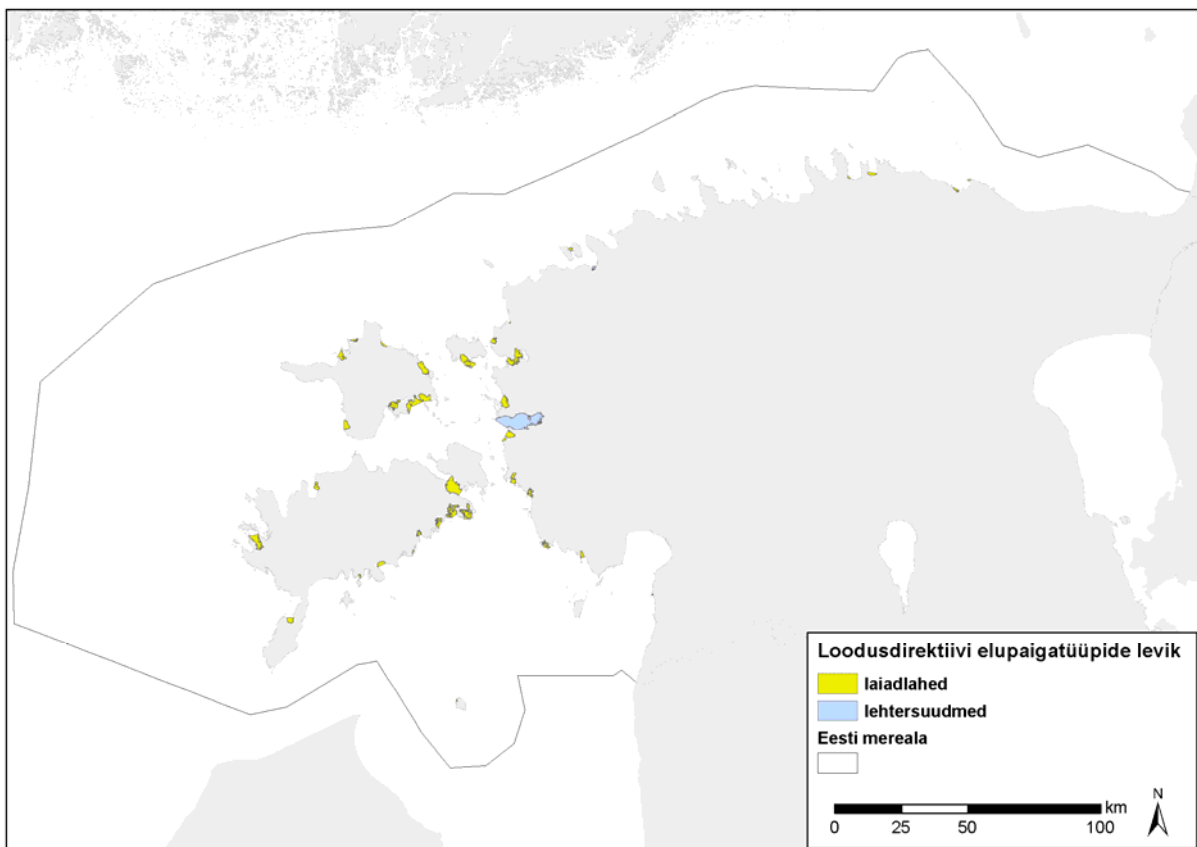 Loodusdirektiivi elupaigatüüpide levik
laiadlahed
lehtersuudmed
Eesti mereala
N
km
0 25 50 100